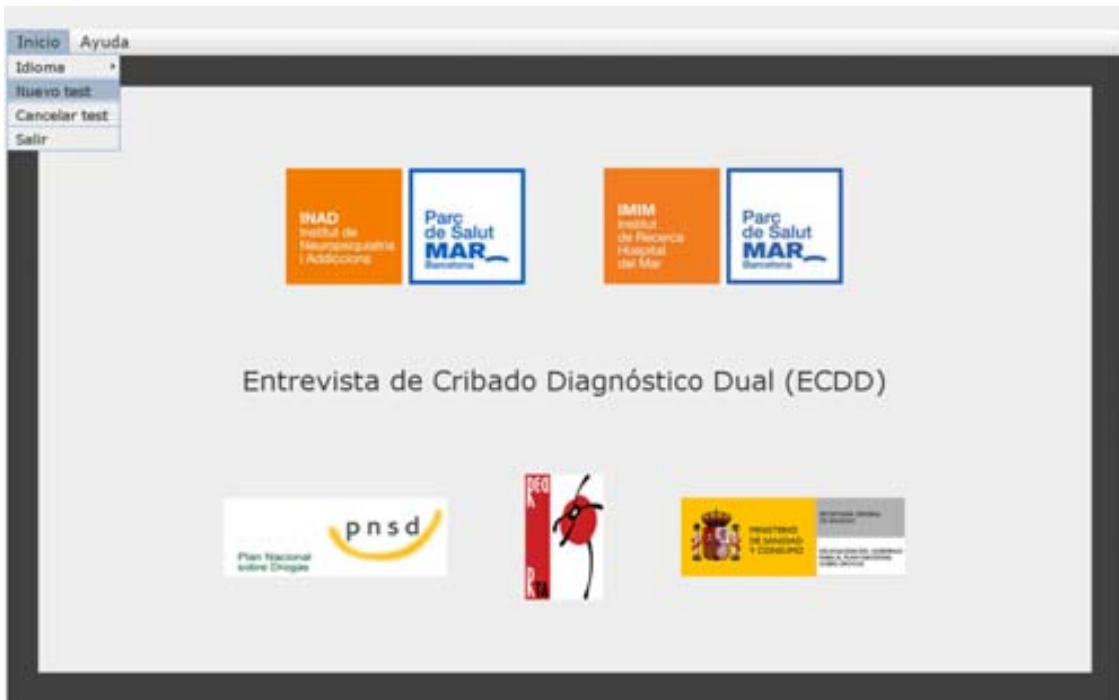 Inicio Ayuda
Idioma
Nuevo test
Cancelar test
Salir
INAD
Institut de
Neuropsiquiatria
i Addiccions
Parc
de Salut
MAR
Barcelona
IMIM
Institut
de Recerca
Hospital
del Mar
Parc
de Salut
MAR
Barcelona
Entrevista de Cribado Diagnóstico Dual (ECDD)
pnsd
Plan Nacional
sobre Drogas
RED
RTA
MINISTERIO
DE SANIDAD
Y CONSUMO